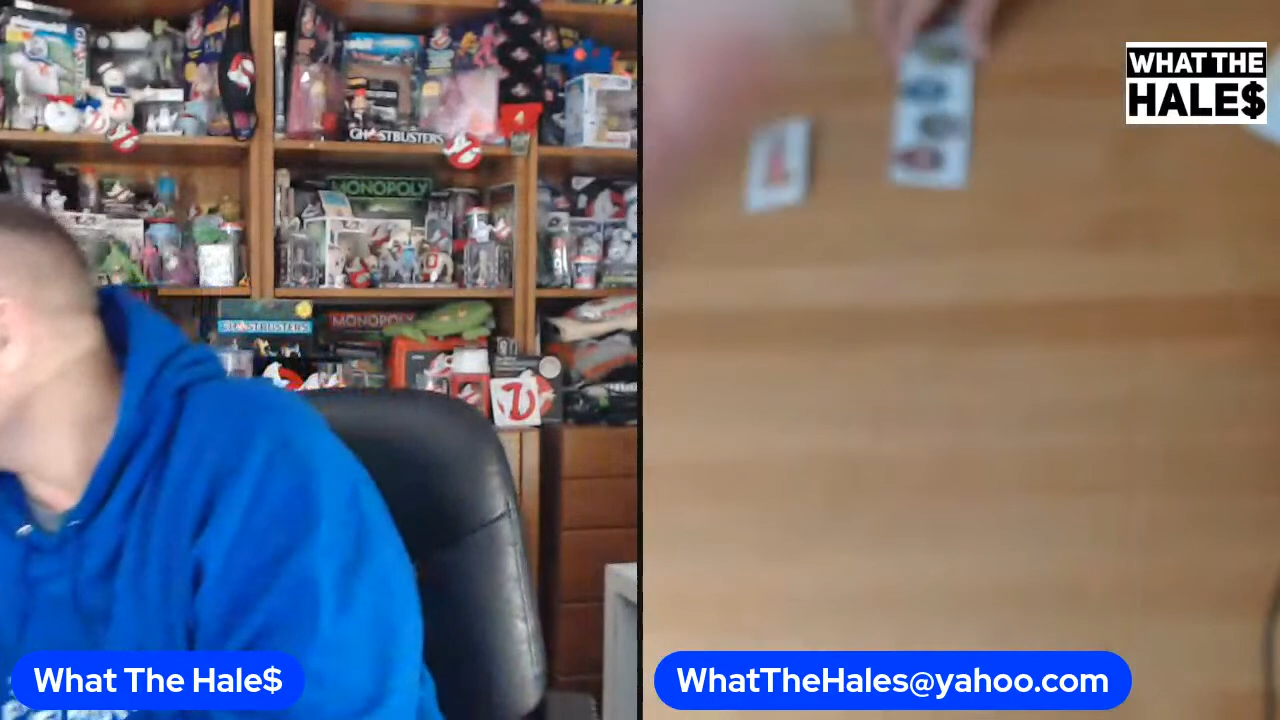 GHOSTBUSTERS
MONOPOLY
GHOSTBUSTERS
MONOPOLY
What The Hale$
WHAT THE
HALE$
WhatTheHales@yahoo.com